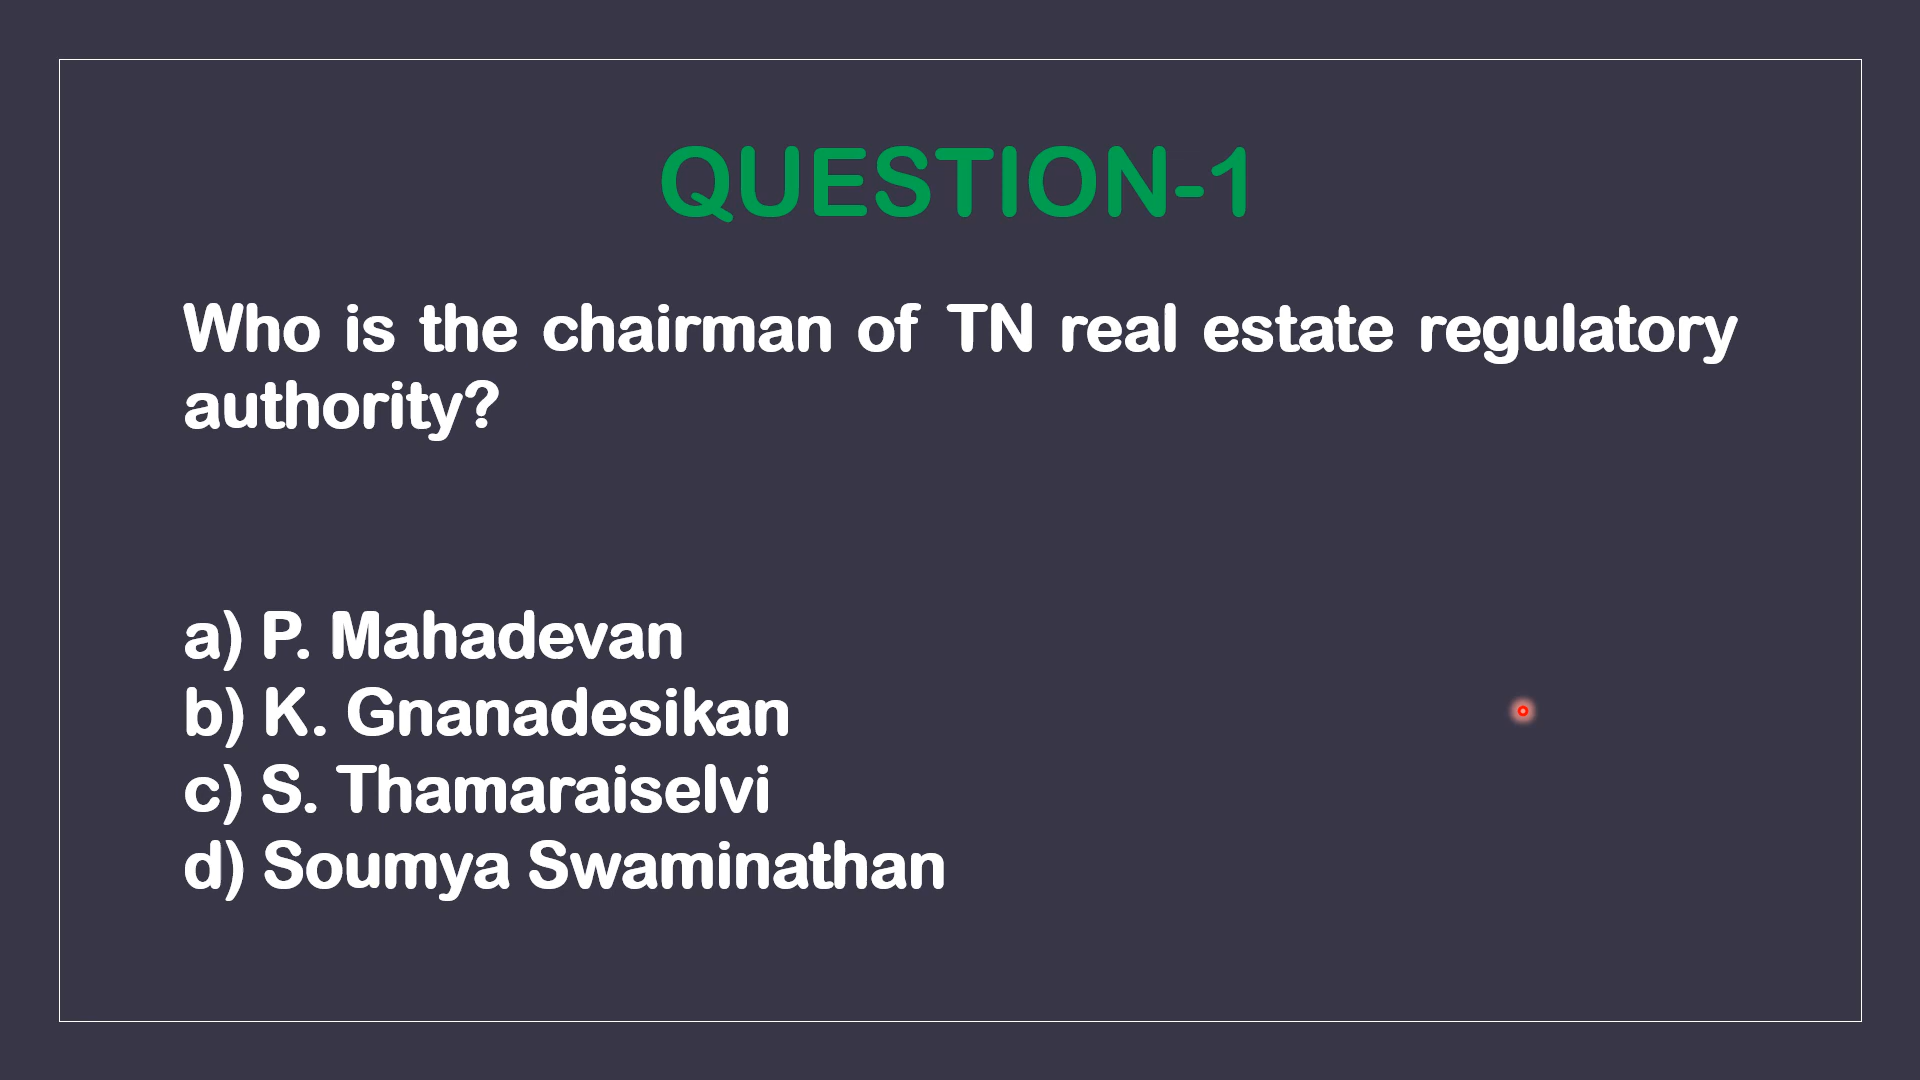 QUESTION-1
Who is the chairman of TN real estate regulatory
authority?
a) P. Mahadevan
b) K. Gnanadesikan
c) S. Thamaraiselvi
d) Soumya Swaminathan